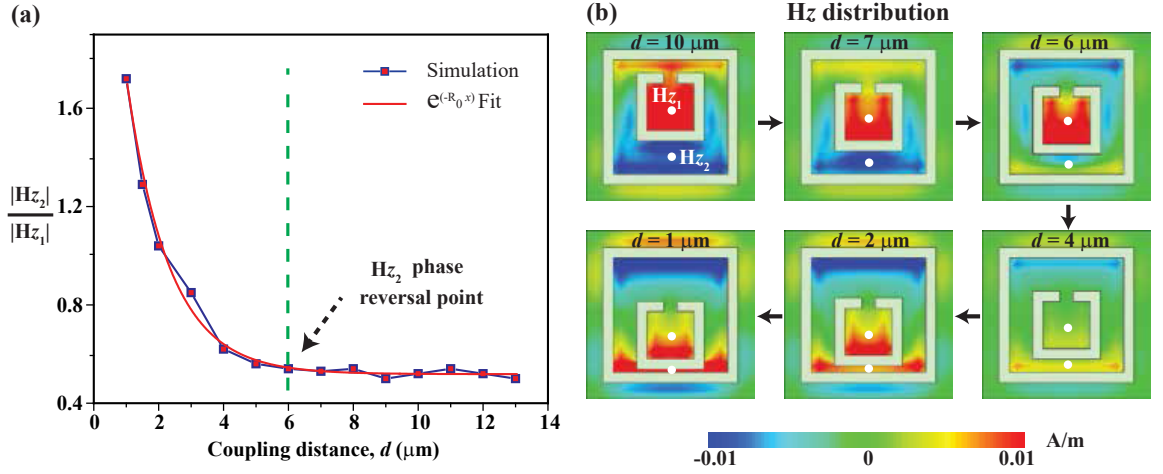 (a)
1.6
1.2
0.8
0.4
|Hz₂|
|Hz₁|
Simulation
e^(-R₀ x) Fit
Hz₂ phase
reversal point
0 2 4 6 8 10 12 14
Coupling distance, d (μm)
(b)
Hz distribution
d = 10 μm
d = 7 μm
d = 6 μm
Hz₁
Hz₂
d = 1 μm
d = 2 μm
d = 4 μm
A/m
-0.01 0 0.01